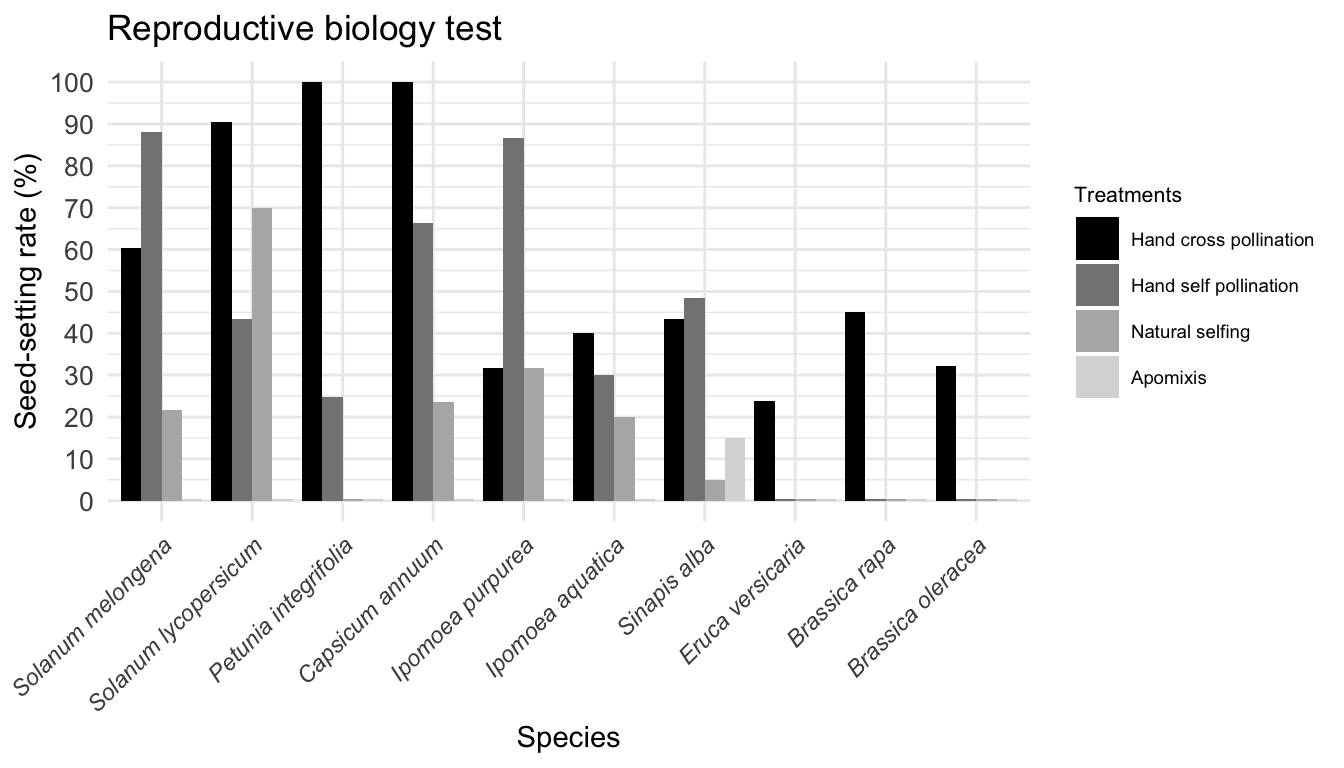 Reproductive biology test
Seed-setting rate (%)
100
90
80
70
60
50
40
30
20
10
0
Solanum melongena
Solanum lycopersicum
Petunia integrifolia
Capsicum annuum
Ipomoea purpurea
Ipomoea aquatica
Sinapis alba
Eruca versicaria
Brassica rapa
Brassica oleracea
Species
Treatments
Hand cross pollination
Hand self pollination
Natural selfing
Apomixis